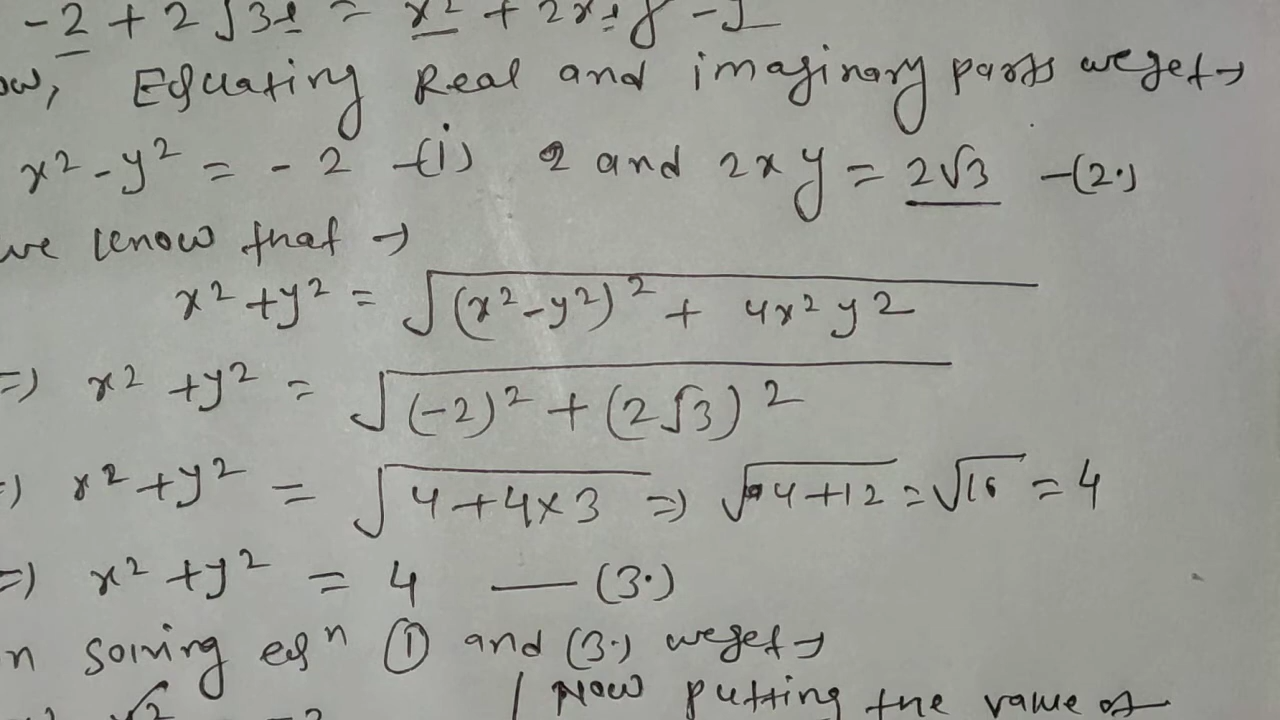 -2 + 2√3i = x² + 2xiy - y²
ow, Equating Real and imaginary parts we get →
x² - y² = -2 -(i) & and 2xy = 2√3 -(2.)
we know that →
x² + y² = √(x² - y²)² + 4x²y²
=) x² + y² = √(-2)² + (2√3)²
=) x² + y² = √4 + 4×3 =) √4+12 = √16 = 4
=) x² + y² = 4 — (3.)
n solving eqⁿ ① and (3.) we get →
Now putting the value of